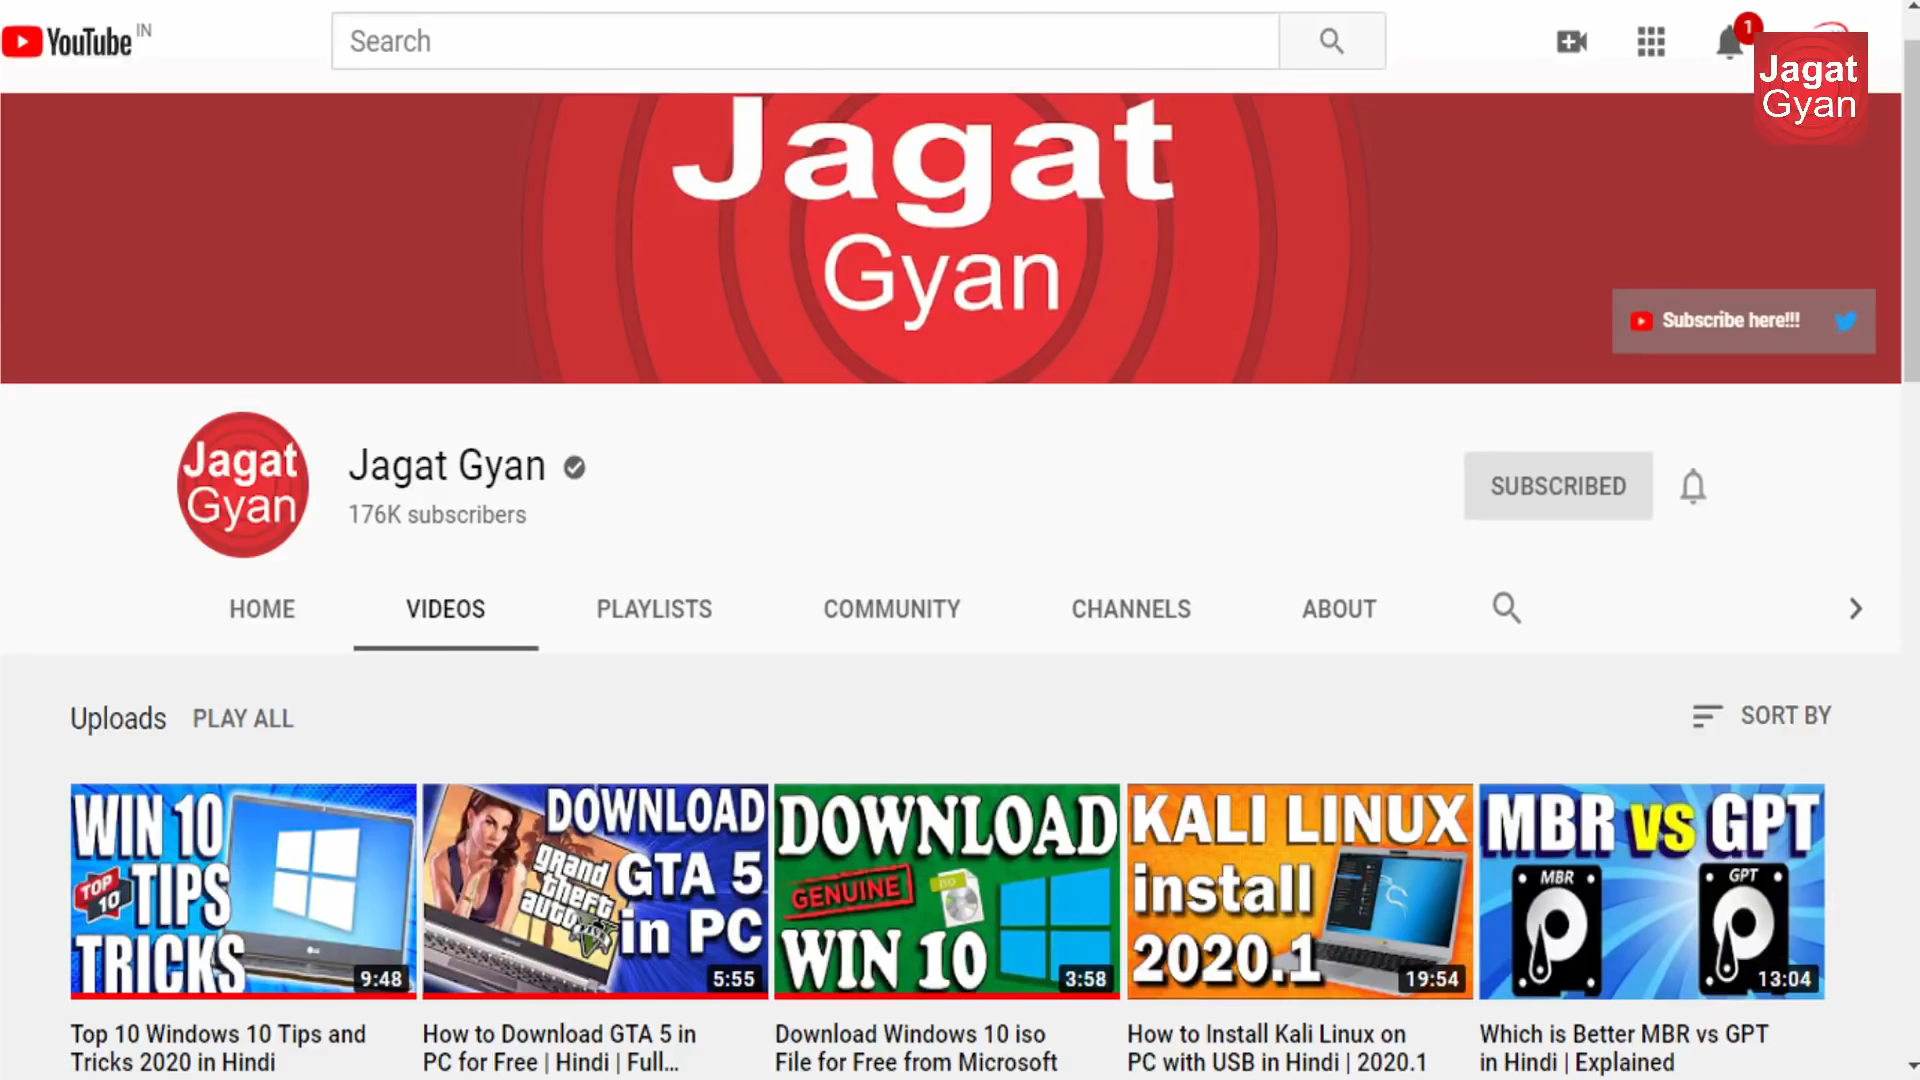 YouTube IN
Search
1
Jagat
Gyan
Jagat
Gyan
Subscribe here!!!
Jagat
Gyan
Jagat Gyan
176K subscribers
SUBSCRIBED
HOME VIDEOS PLAYLISTS COMMUNITY CHANNELS ABOUT
Uploads PLAY ALL
SORT BY
WIN 10
TOP
10
TIPS
TRICKS
LG
9:48
DOWNLOAD
GTA 5
in PC
grand
theft
auto
V
5:55
DOWNLOAD
GENUINE
ISO
WIN 10
3:58
KALI LINUX
install
2020.1
19:54
MBR vs GPT
MBR
GPT
13:04
Top 10 Windows 10 Tips and
Tricks 2020 in Hindi
How to Download GTA 5 in
PC for Free | Hindi | Full...
Download Windows 10 iso
File for Free from Microsoft
How to Install Kali Linux on
PC with USB in Hindi | 2020.1
Which is Better MBR vs GPT
in Hindi | Explained